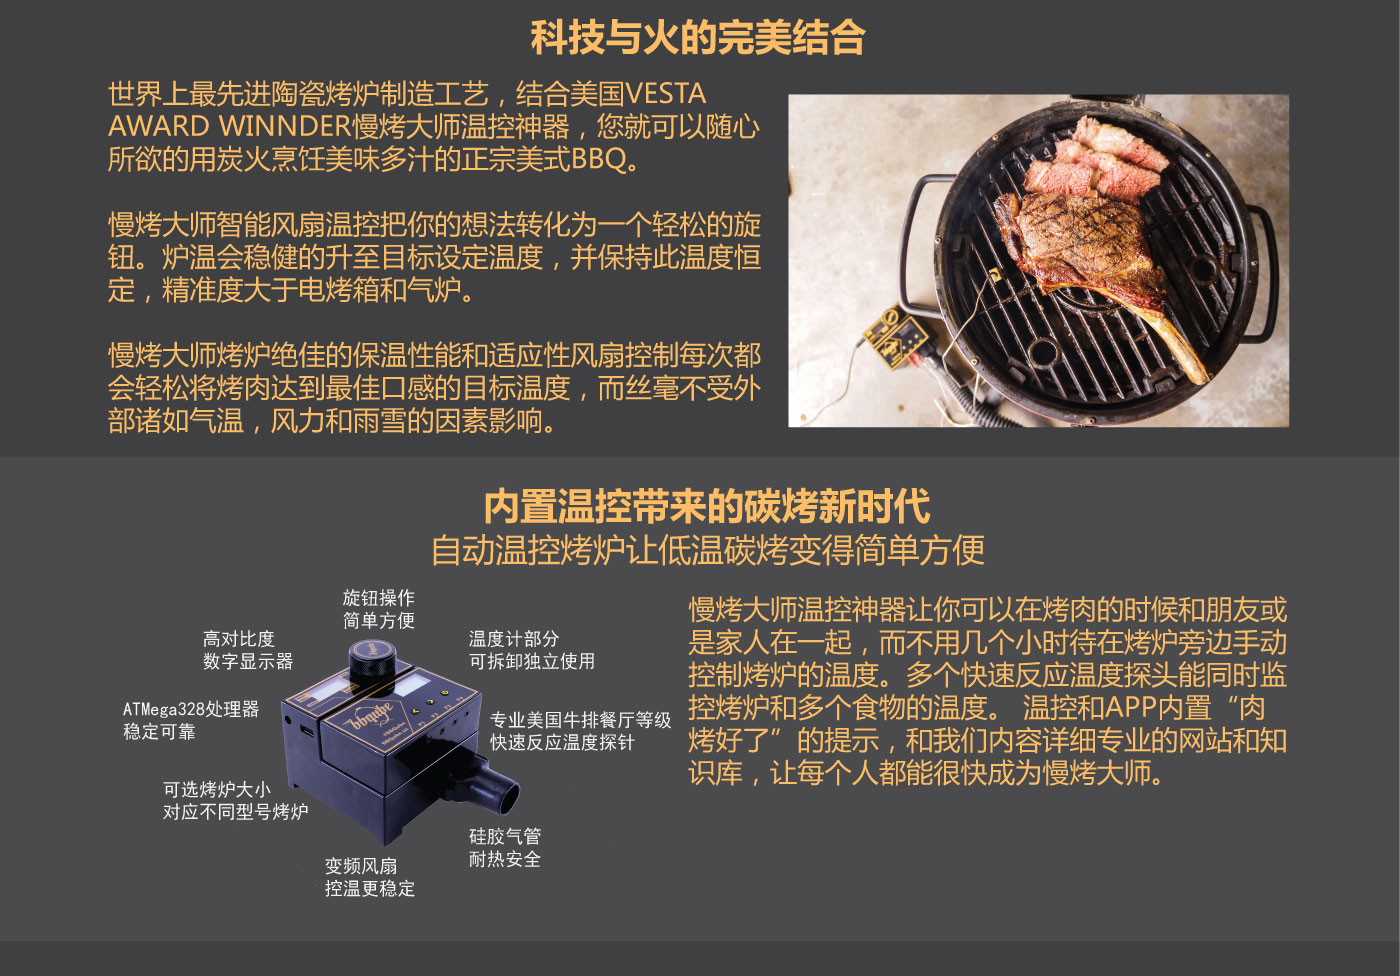 科技与火的完美结合
世界上最先进陶瓷烤炉制造工艺，结合美国VESTA
AWARD WINNDER慢烤大师温控神器，您就可以随心
所欲的用炭火烹饪美味多汁的正宗美式BBQ。
慢烤大师智能风扇温控把你的想法转化为一个轻松的旋
钮。炉温会稳健的升至目标设定温度，并保持此温度恒
定，精准度大于电烤箱和气炉。
慢烤大师烤炉绝佳的保温性能和适应性风扇控制每次都
会轻松将烤肉达到最佳口感的目标温度，而丝毫不受外
部诸如气温，风力和雨雪的因素影响。
内置温控带来的碳烤新时代
自动温控烤炉让低温碳烤变得简单方便
旋钮操作
简单方便
高对比度
数字显示器
温度计部分
可拆卸独立使用
ATMega328处理器
稳定可靠
专业美国牛排餐厅等级
快速反应温度探针
可选烤炉大小
对应不同型号烤炉
硅胶气管
耐热安全
变频风扇
控温更稳定
bbqube
慢烤大师温控神器让你可以在烤肉的时候和朋友或
是家人在一起，而不用几个小时待在烤炉旁边手动
控制烤炉的温度。多个快速反应温度探头能同时监
控烤炉和多个食物的温度。 温控和APP内置“肉
烤好了”的提示，和我们内容详细专业的网站和知
识库，让每个人都能很快成为慢烤大师。